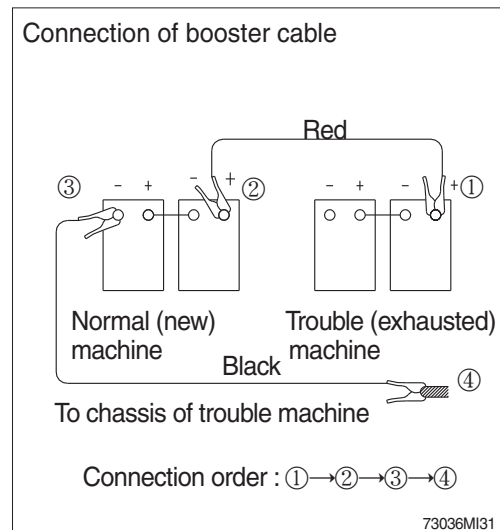 Connection of booster cable
Red
③ - + - + ② - + - + ①
Normal (new) machine
Trouble (exhausted) machine
Black
④
To chassis of trouble machine
Connection order : ①→②→③→④
73036MI31